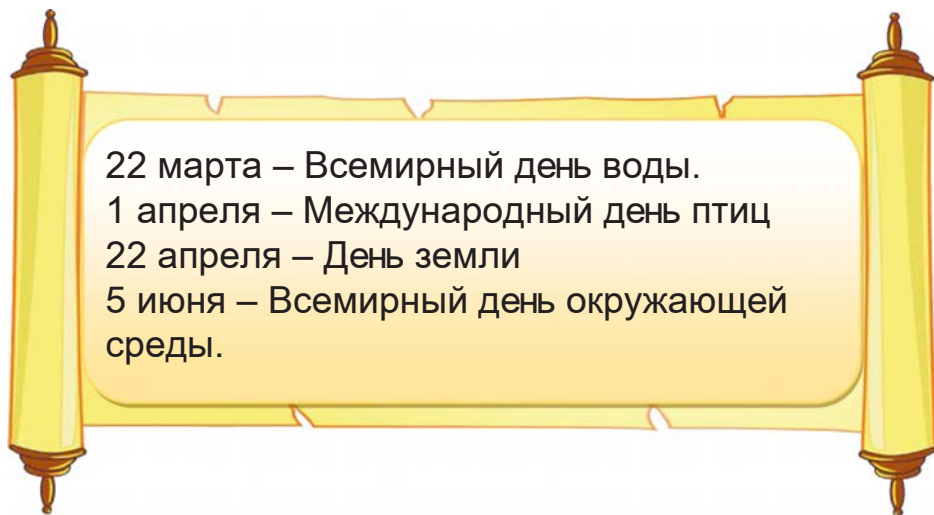 22 марта – Всемирный день воды.
1 апреля – Международный день птиц
22 апреля – День земли
5 июня – Всемирный день окружающей
среды.